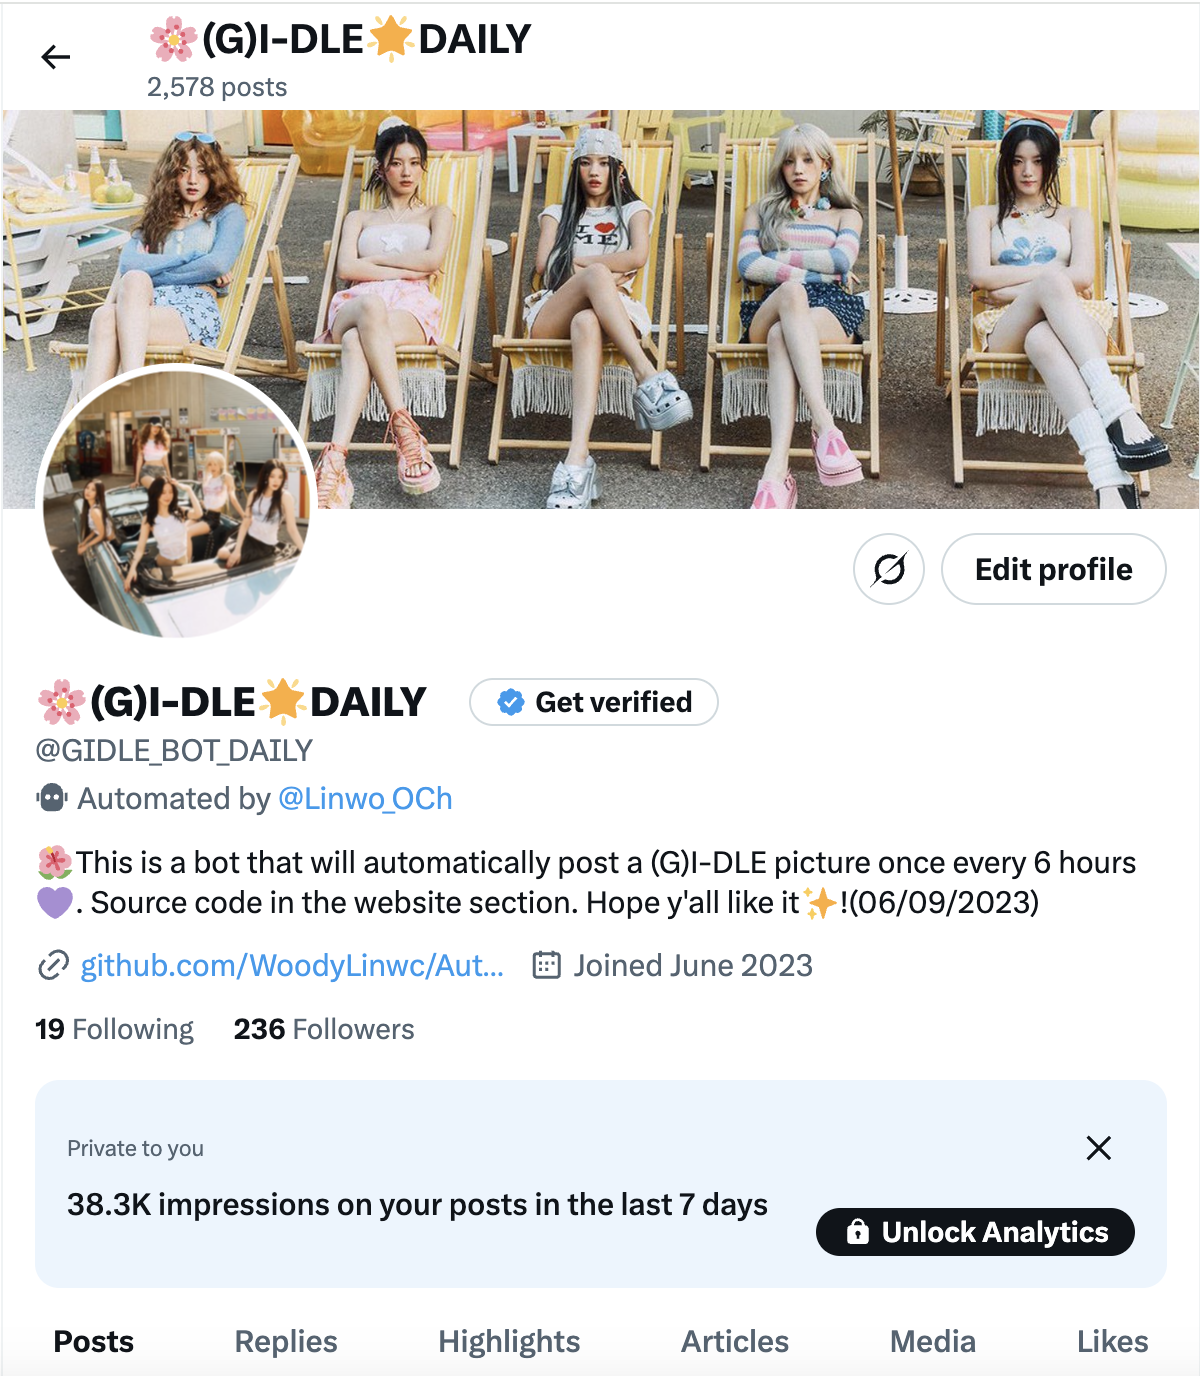 🌸(G)I-DLE🌟DAILY
2,578 posts
I ❤️
ME
Edit profile
🌸(G)I-DLE🌟DAILY
Get verified
@GIDLE_BOT_DAILY
Automated by @Linwo_OCh
🌺This is a bot that will automatically post a (G)I-DLE picture once every 6 hours
💜. Source code in the website section. Hope y'all like it✨!(06/09/2023)
github.com/WoodyLinwc/Aut... Joined June 2023
19 Following 236 Followers
Private to you
38.3K impressions on your posts in the last 7 days
Unlock Analytics
Posts Replies Highlights Articles Media Likes